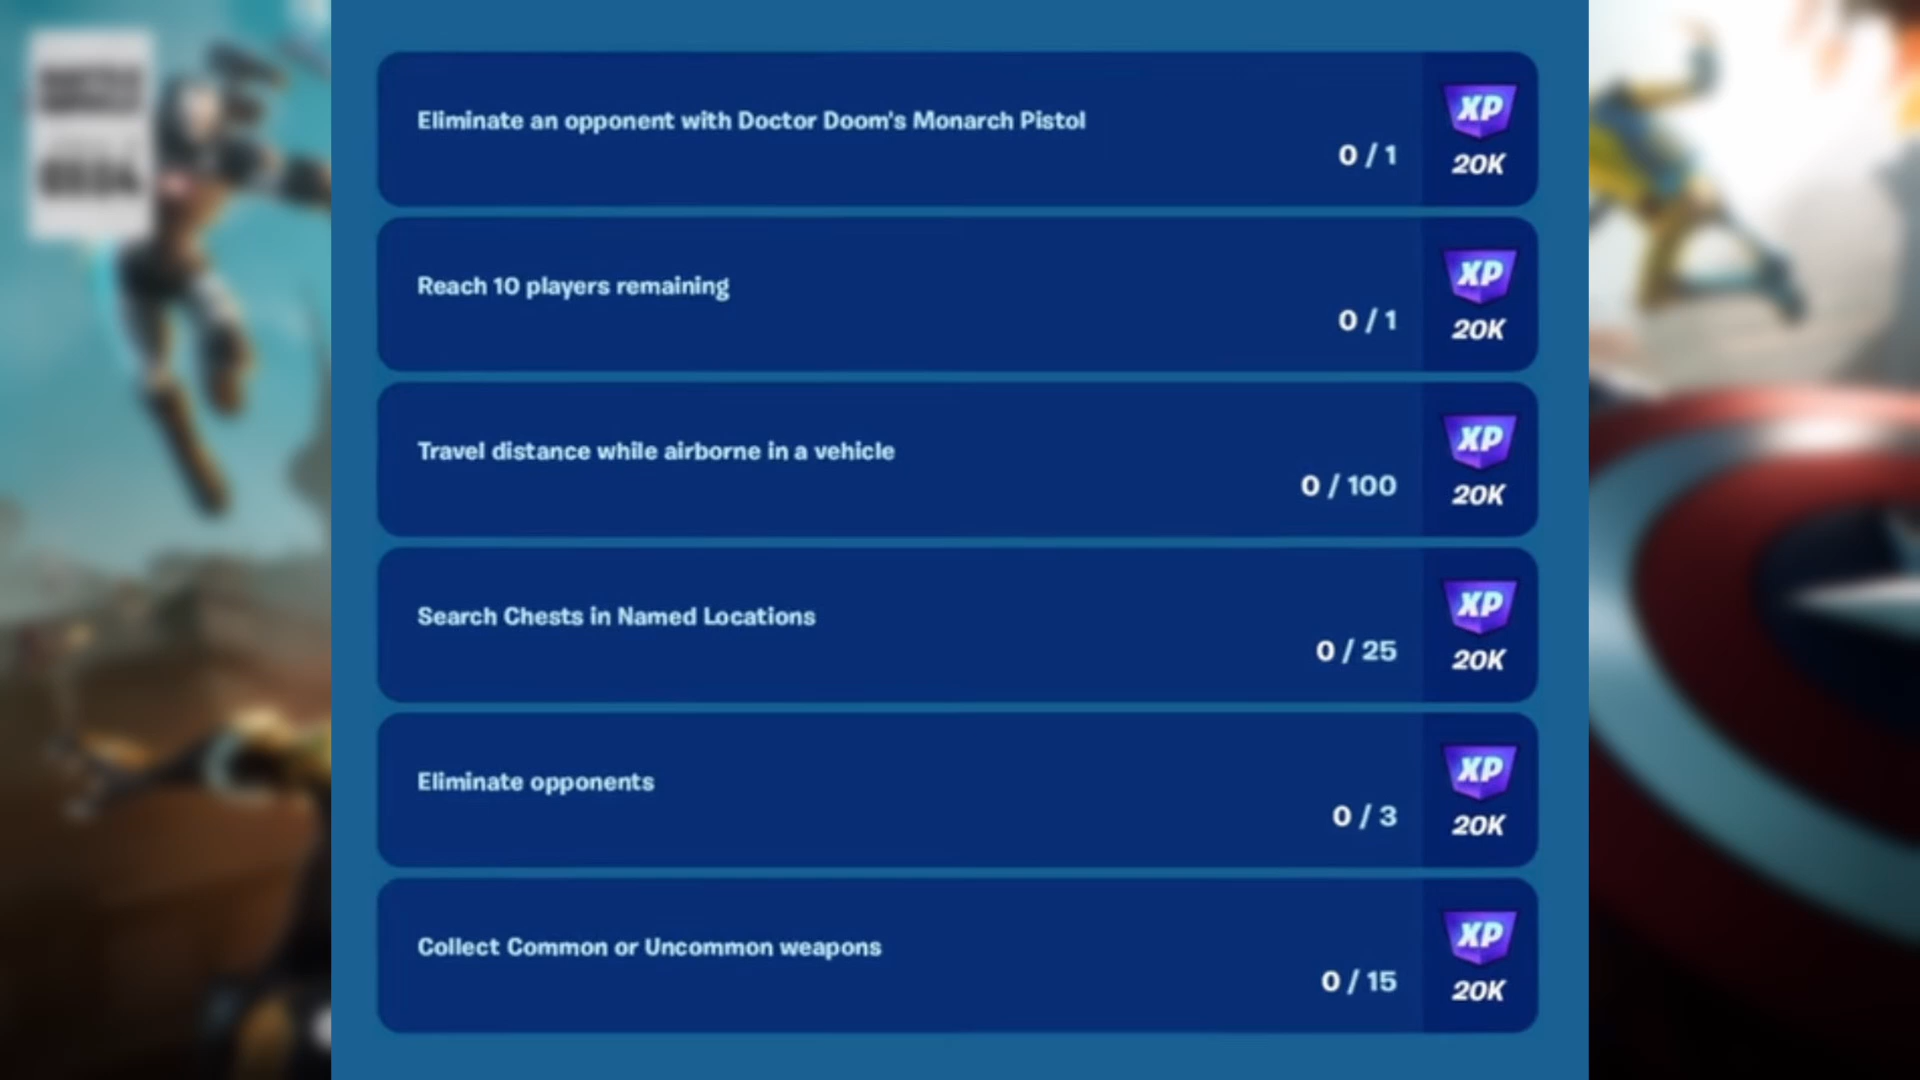 Eliminate an opponent with Doctor Doom's Monarch Pistol
0 / 1
XP
20K
Reach 10 players remaining
0 / 1
XP
20K
Travel distance while airborne in a vehicle
0 / 100
XP
20K
Search Chests in Named Locations
0 / 25
XP
20K
Eliminate opponents
0 / 3
XP
20K
Collect Common or Uncommon weapons
0 / 15
XP
20K